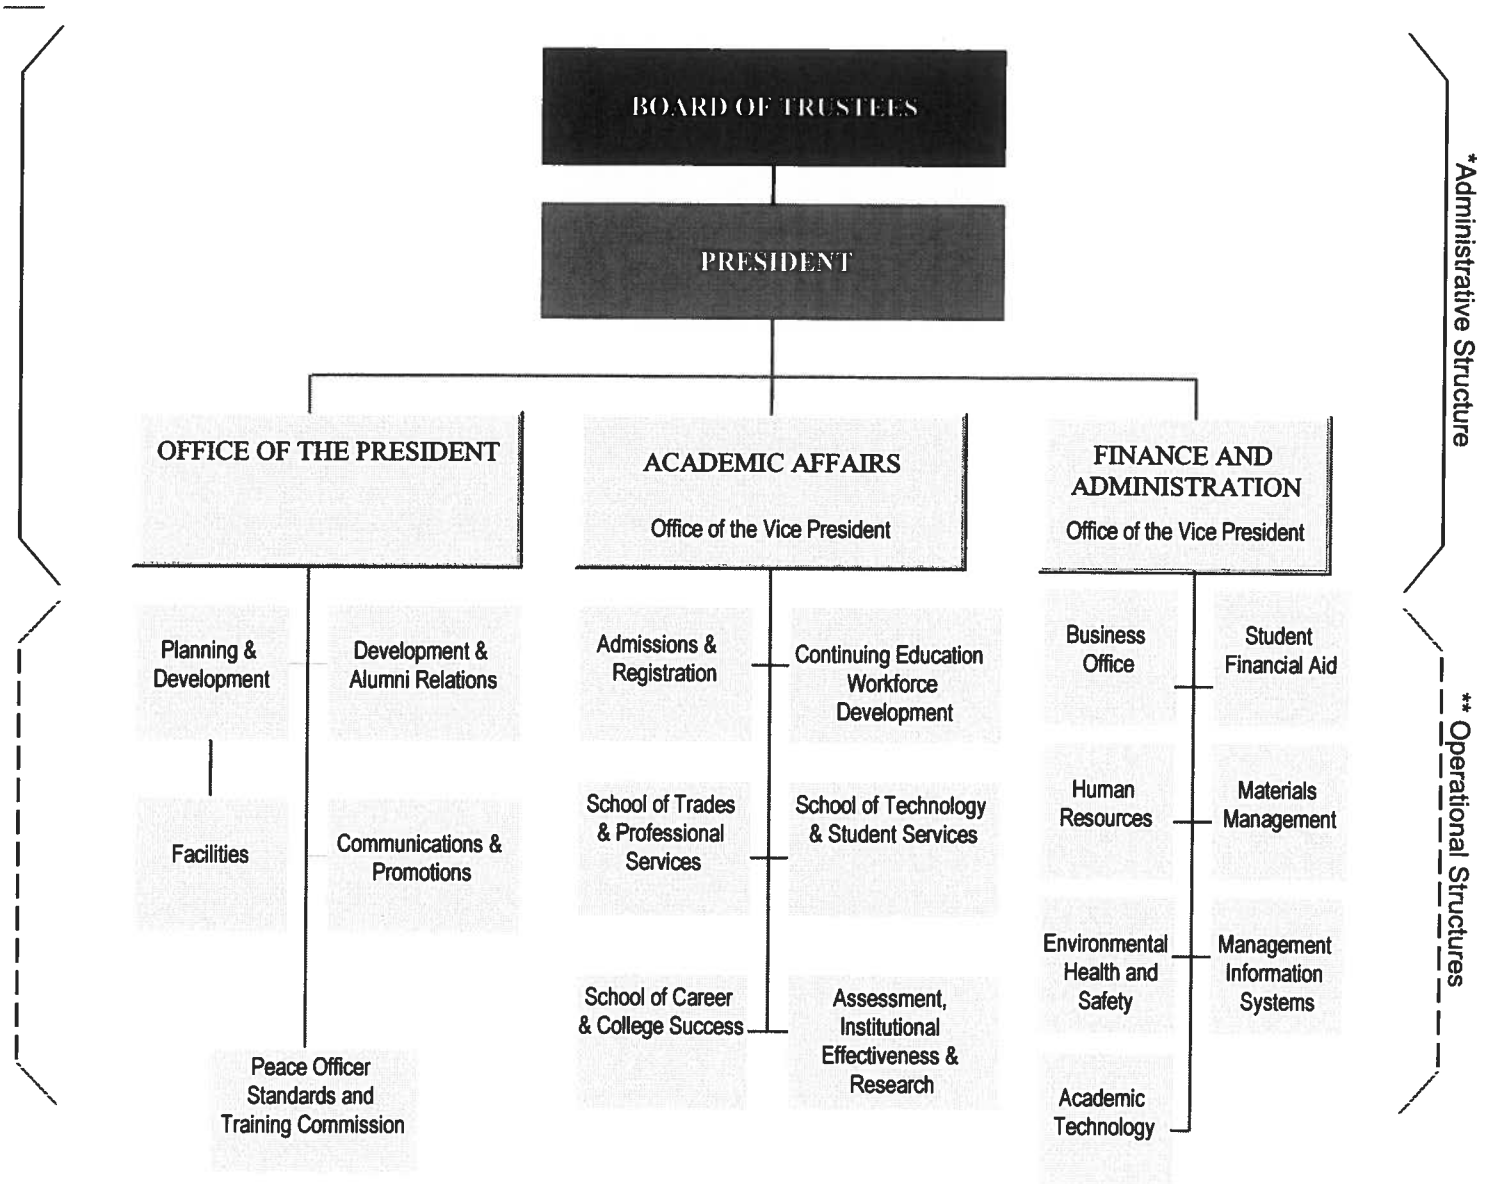 BOARD OF TRUSTEES
PRESIDENT
OFFICE OF THE PRESIDENT
ACADEMIC AFFAIRS
Office of the Vice President
FINANCE AND
ADMINISTRATION
Office of the Vice President
Planning &
Development
Development &
Alumni Relations
Facilities
Communications &
Promotions
Peace Officer
Standards and
Training Commission
Admissions &
Registration
Continuing Education
Workforce
Development
School of Trades
& Professional
Services
School of Technology
& Student Services
School of Career
& College Success
Assessment,
Institutional
Effectiveness &
Research
Business
Office
Student
Financial Aid
Human
Resources
Materials
Management
Environmental
Health and
Safety
Management
Information
Systems
Academic
Technology
*Administrative Structure
** Operational Structures